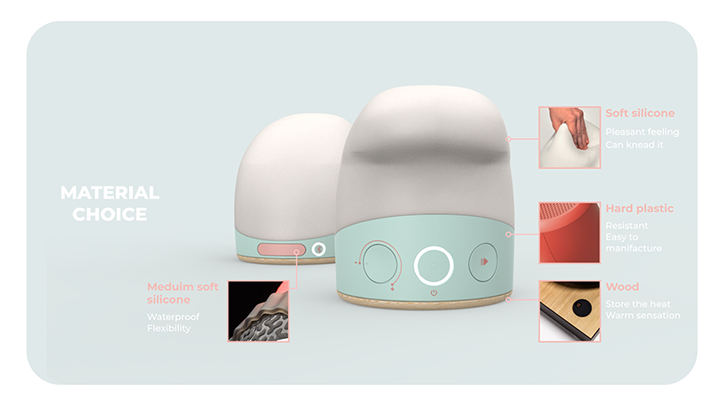 MATERIAL
CHOICE
Soft silicone
Pleasant feeling
Can knead it
Hard plastic
Resistant
Easy to
manifacture
Meduim soft
silicone
Waterproof
Flexibility
Wood
Store the heat
Warm sensation